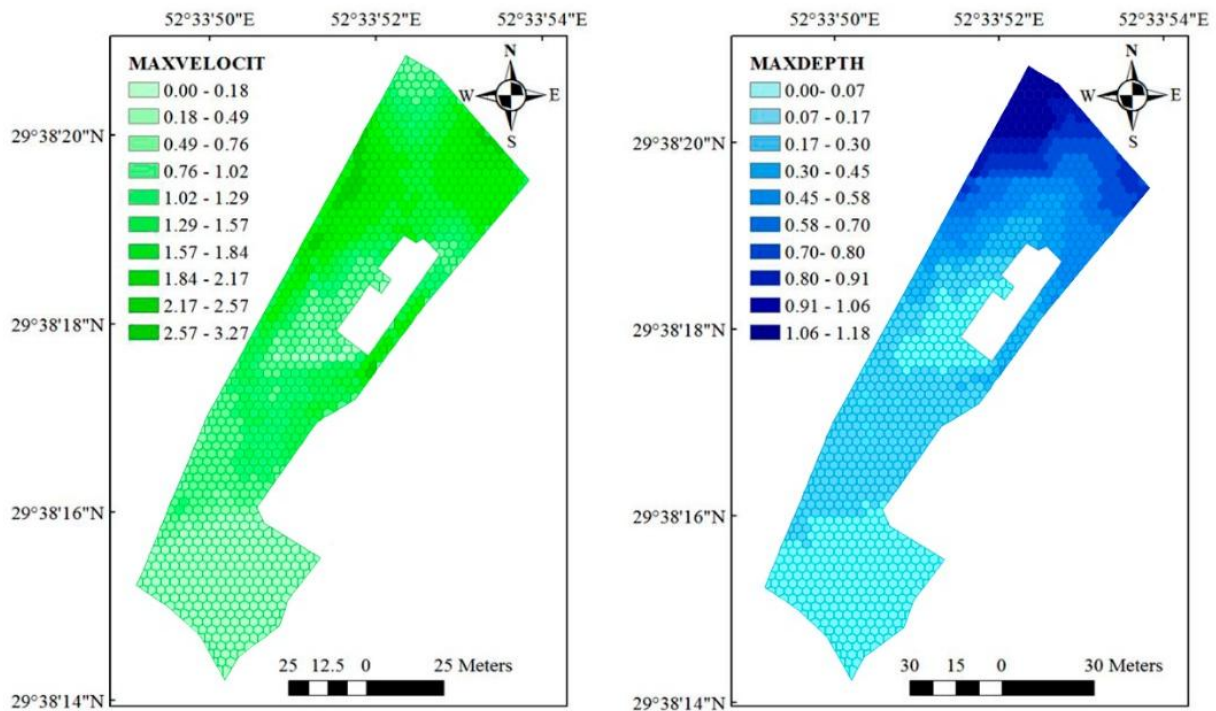 52°33'50"E 52°33'52"E 52°33'54"E
MAXVELOCIT
0.00 - 0.18
0.18 - 0.49
0.49 - 0.76
0.76 - 1.02
1.02 - 1.29
1.29 - 1.57
1.57 - 1.84
1.84 - 2.17
2.17 - 2.57
2.57 - 3.27
N
W E
S
29°38'20"N
29°38'18"N
29°38'16"N
29°38'14"N
25 12.5 0 25 Meters
52°33'50"E 52°33'52"E 52°33'54"E
MAXDEPTH
0.00- 0.07
0.07 - 0.17
0.17 - 0.30
0.30 - 0.45
0.45 - 0.58
0.58 - 0.70
0.70- 0.80
0.80 - 0.91
0.91 - 1.06
1.06 - 1.18
N
W E
S
29°38'20"N
29°38'18"N
29°38'16"N
29°38'14"N
30 15 0 30 Meters